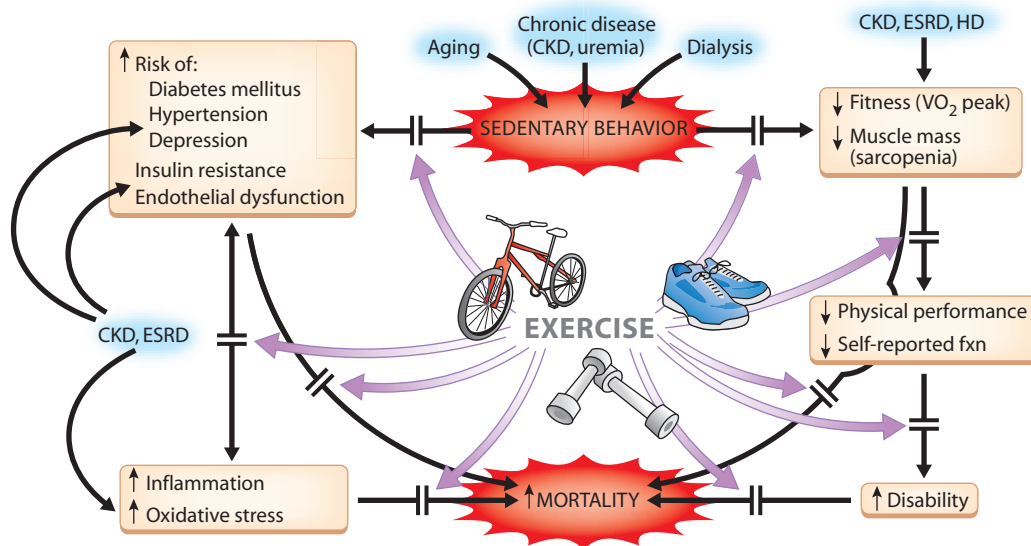 Chronic disease
(CKD, uremia)
Aging
Dialysis
CKD, ESRD, HD
↑ Risk of:
Diabetes mellitus
Hypertension
Depression
Insulin resistance
Endothelial dysfunction
SEDENTARY BEHAVIOR
↓ Fitness (VO₂ peak)
↓ Muscle mass
(sarcopenia)
CKD, ESRD
EXERCISE
↓ Physical performance
↓ Self-reported fxn
↑ Inflammation
↑ Oxidative stress
↑ MORTALITY
↑ Disability